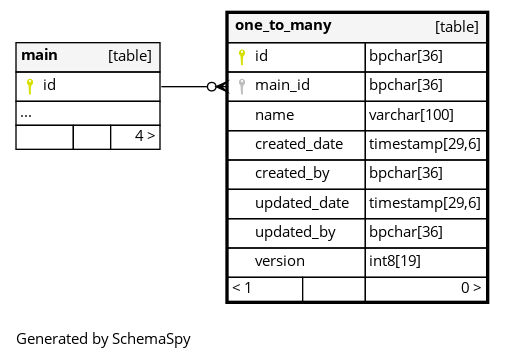 main [table]
id
...
4 >
one_to_many [table]
id bpchar[36]
main_id bpchar[36]
name varchar[100]
created_date timestamp[29,6]
created_by bpchar[36]
updated_date timestamp[29,6]
updated_by bpchar[36]
version int8[19]
< 1 0 >
Generated by SchemaSpy